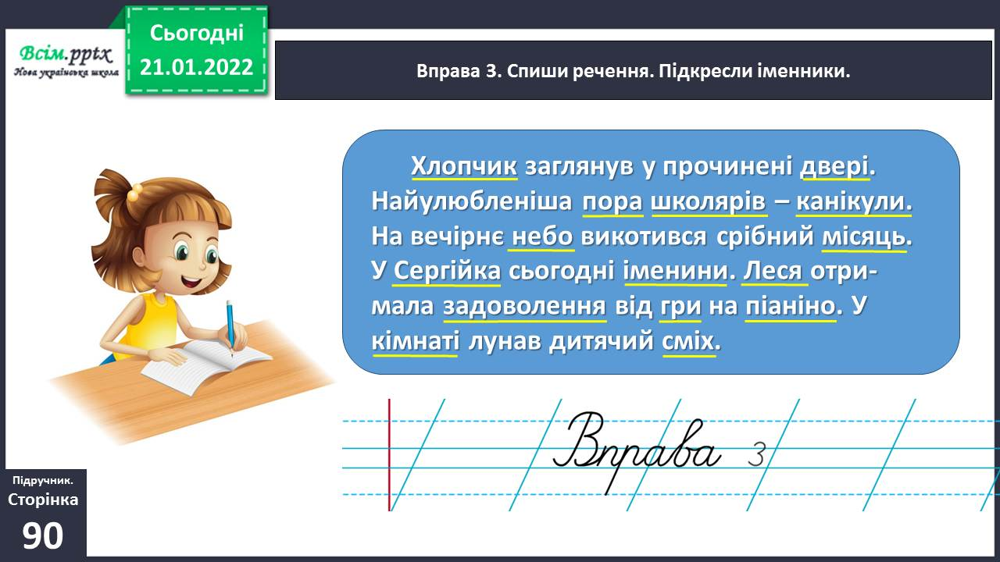 Всім.pptx
Нова українська школа
Сьогодні
21.01.2022
Вправа 3. Спиши речення. Підкресли іменники.
Хлопчик заглянув у прочинені двері.
Найулюбленіша пора школярів – канікули.
На вечірнє небо викотився срібний місяць.
У Сергійка сьогодні іменини. Леся отри-
мала задоволення від гри на піаніно. У
кімнаті лунав дитячий сміх.
Вправа 3
Підручник.
Сторінка
90